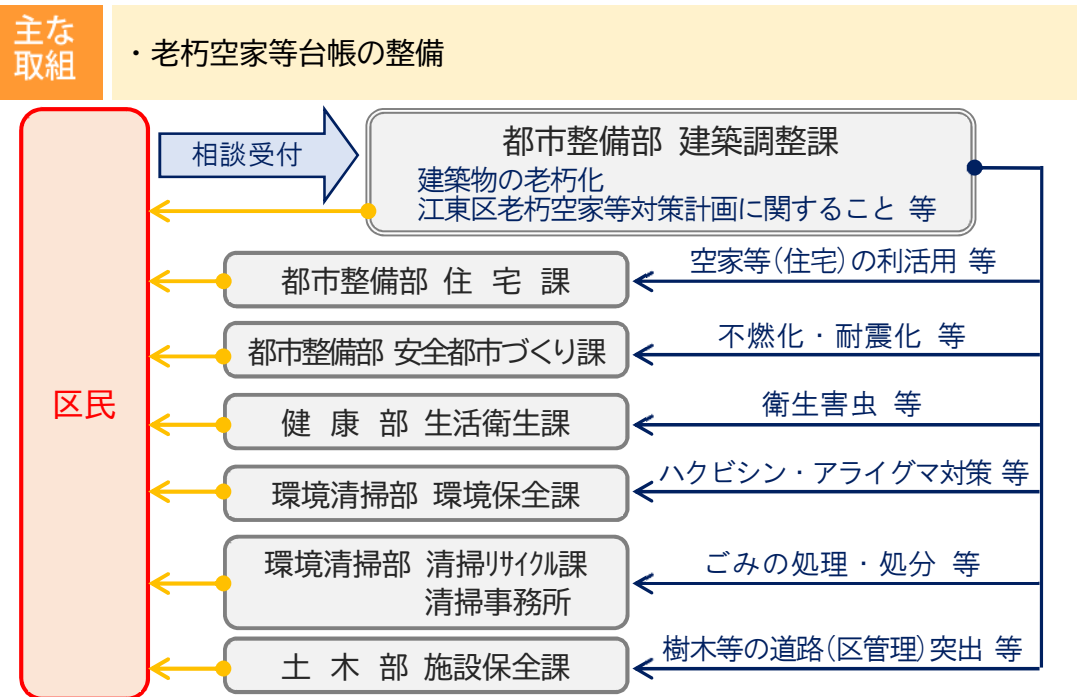 主な
取組
・老朽空家等台帳の整備
区民
相談受付
都市整備部 建築調整課
建築物の老朽化
江東区老朽空家等対策計画に関すること 等
都市整備部 住 宅 課
空家等(住宅)の利活用 等
都市整備部 安全都市づくり課
不燃化・耐震化 等
健 康 部 生活衛生課
衛生害虫 等
環境清掃部 環境保全課
ハクビシン・アライグマ対策 等
環境清掃部 清掃ﾘｻｲｸﾙ課
清掃事務所
ごみの処理・処分 等
土 木 部 施設保全課
樹木等の道路(区管理)突出 等